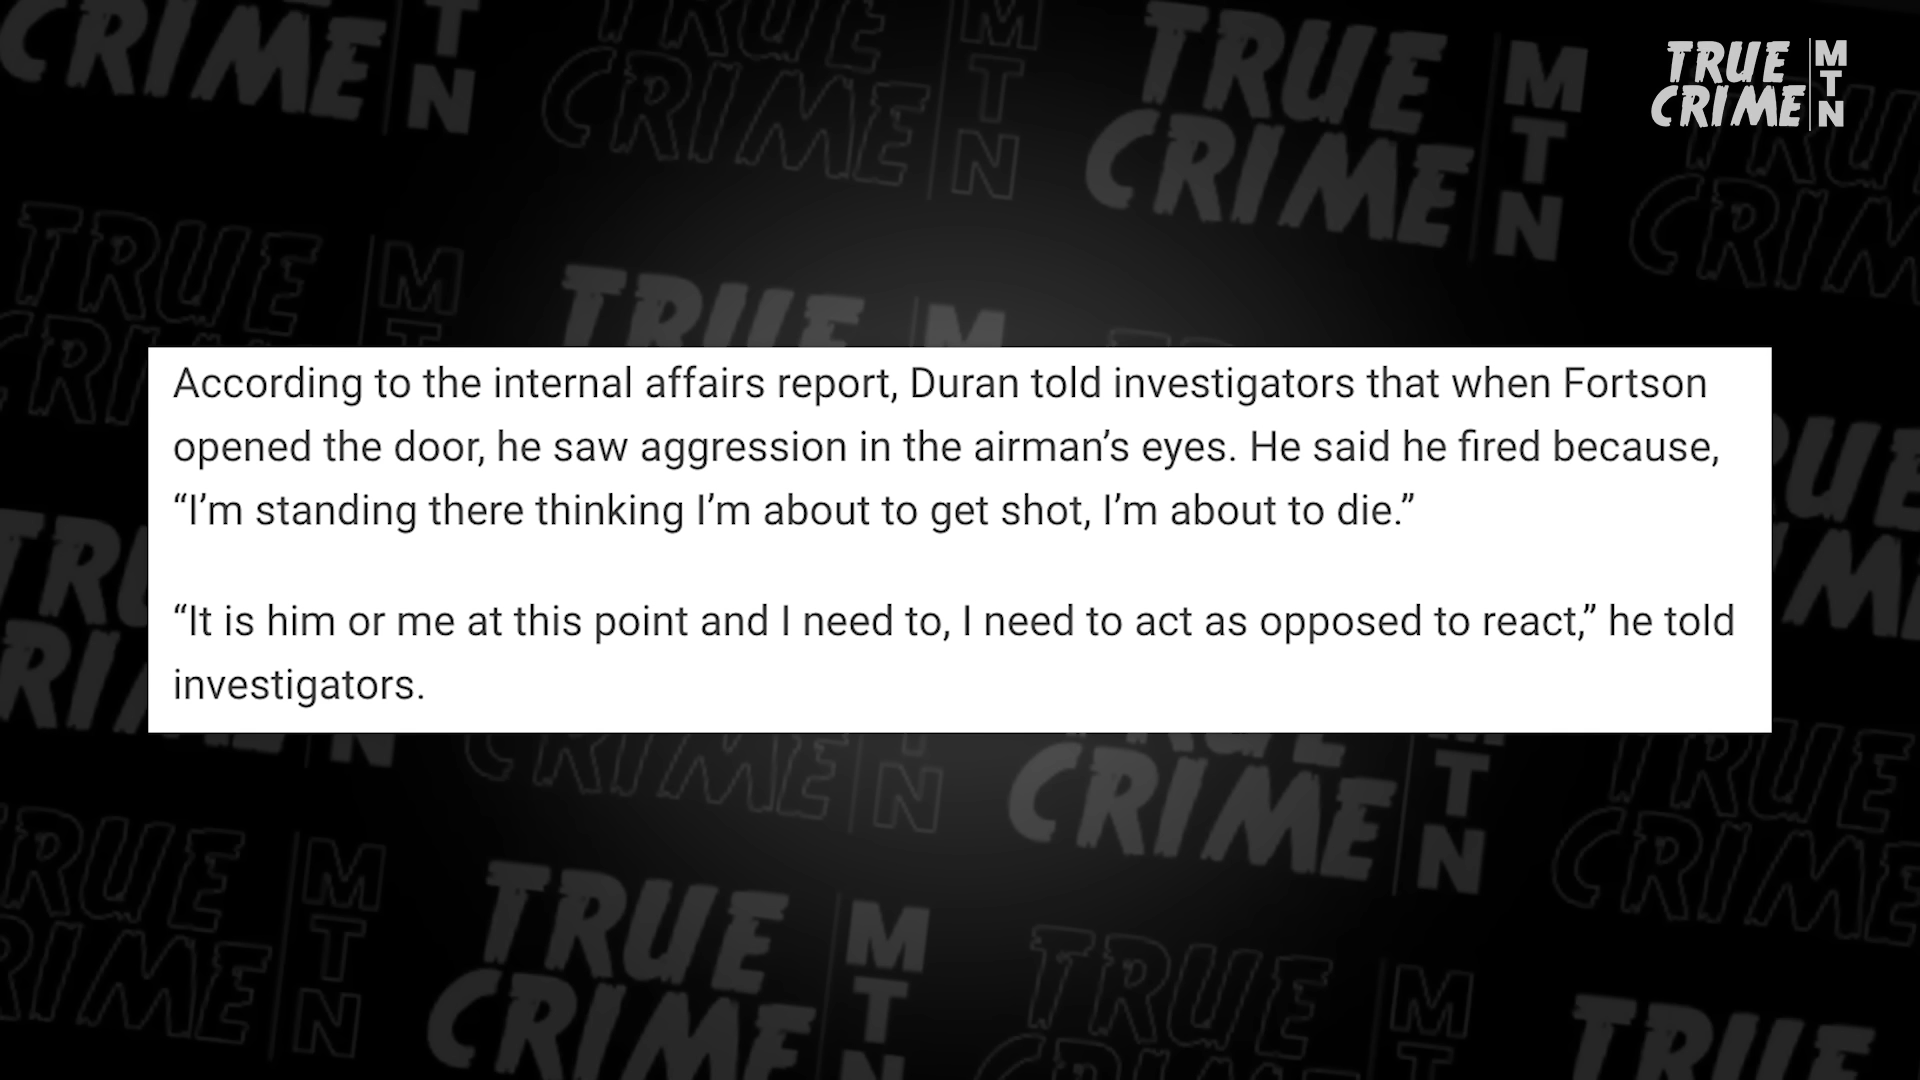 TRUE
CRIME
MTN
According to the internal affairs report, Duran told investigators that when Fortson
opened the door, he saw aggression in the airman’s eyes. He said he fired because,
“I’m standing there thinking I’m about to get shot, I’m about to die.”
“It is him or me at this point and I need to, I need to act as opposed to react,” he told
investigators.